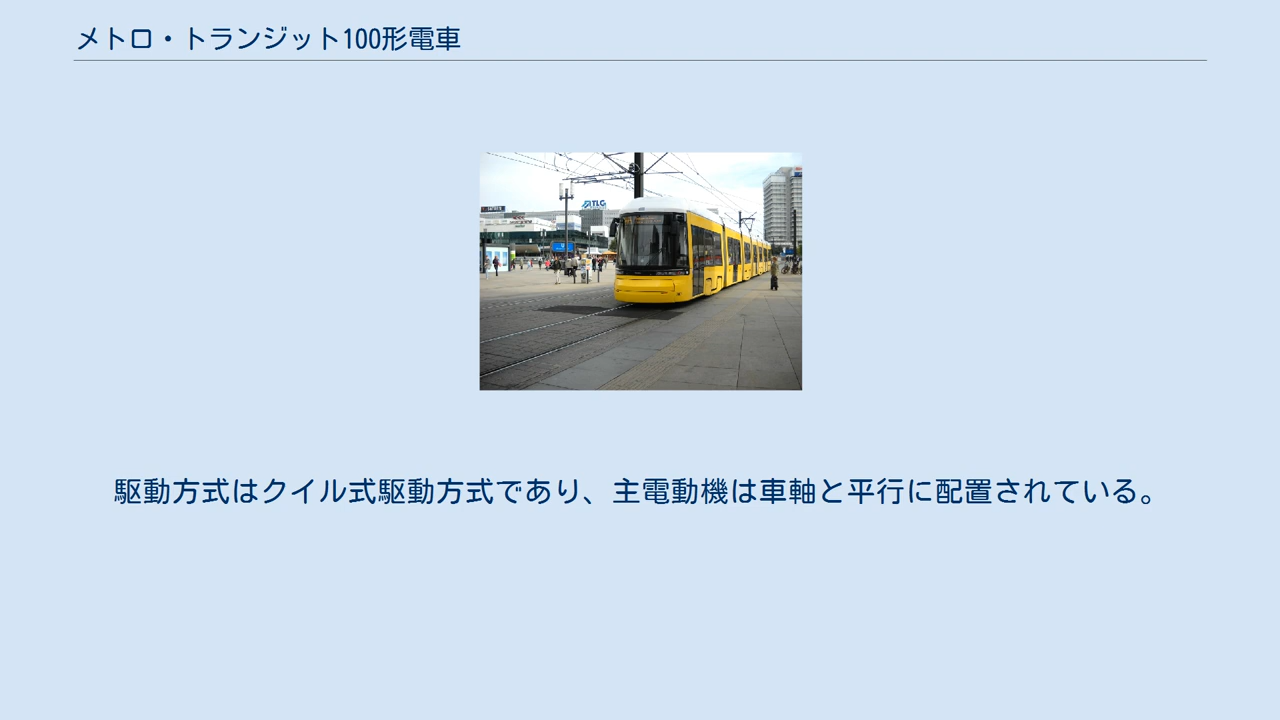 メトロ・トランジット100形電車
TLG
駆動方式はクイル式駆動方式であり、主電動機は車軸と平行に配置されている。